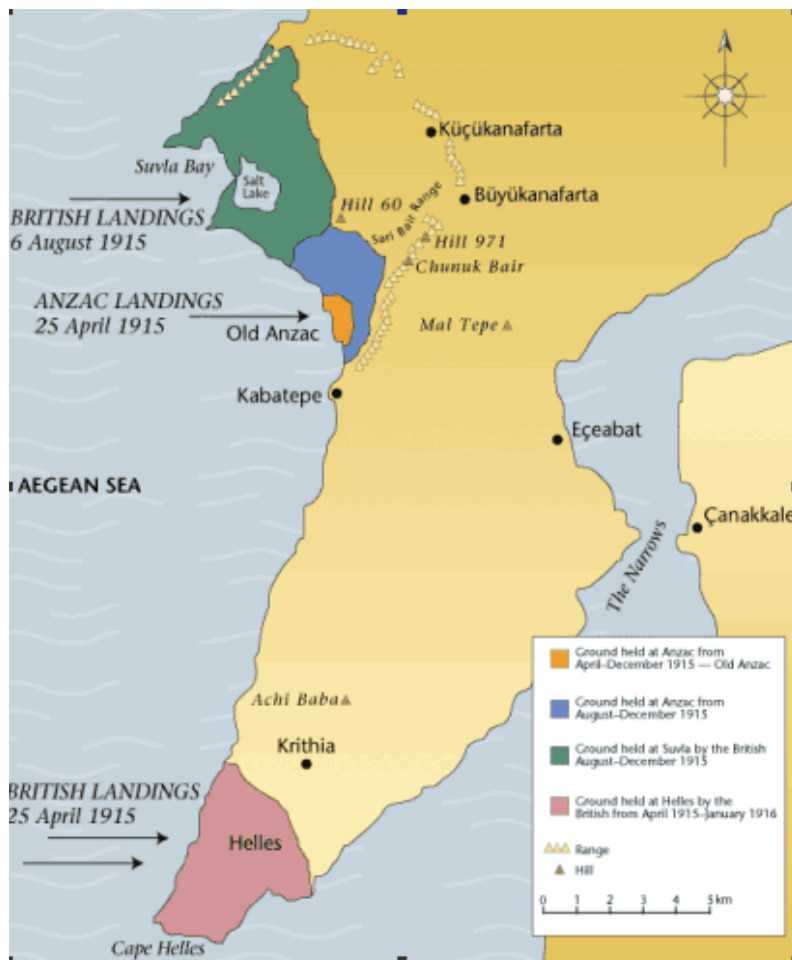 Küçükanafarta
Suvla Bay
Salt
Lake
Büyükanafarta
BRITISH LANDINGS
6 August 1915
Hill 60
Sari Bair Range
Hill 971
Chunuk Bair
ANZAC LANDINGS
25 April 1915
Old Anzac
Mal Tepe
Kabatepe
Eçeabat
AEGEAN SEA
Çanakkale
The Narrows
Ground held at Anzac from
April–December 1915 — Old Anzac
Ground held at Anzac from
August–December 1915
Ground held at Suvla by the British
August–December 1915
Ground held at Helles by the
British from April 1915–January 1916
Range
Hill
0 1 2 3 4 5 km
Achi Baba
Krithia
BRITISH LANDINGS
25 April 1915
Helles
Cape Helles